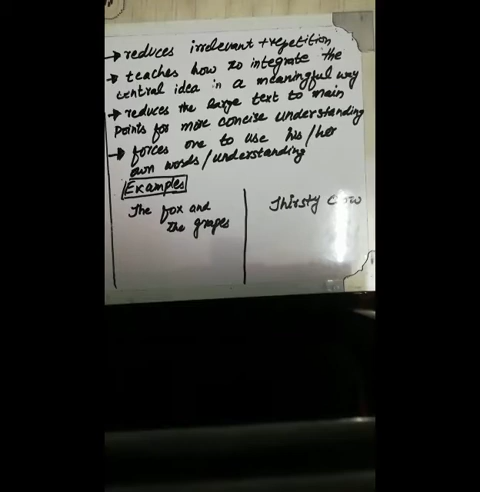 → reduces irrelevant + repetition
→ teaches how to integrate the
central idea in a meaningful way
→ reduces the large text to main
points for more concise understanding
→ forces one to use his/her
own words/understanding
Examples
The fox and
the grapes
Thirsty Crow